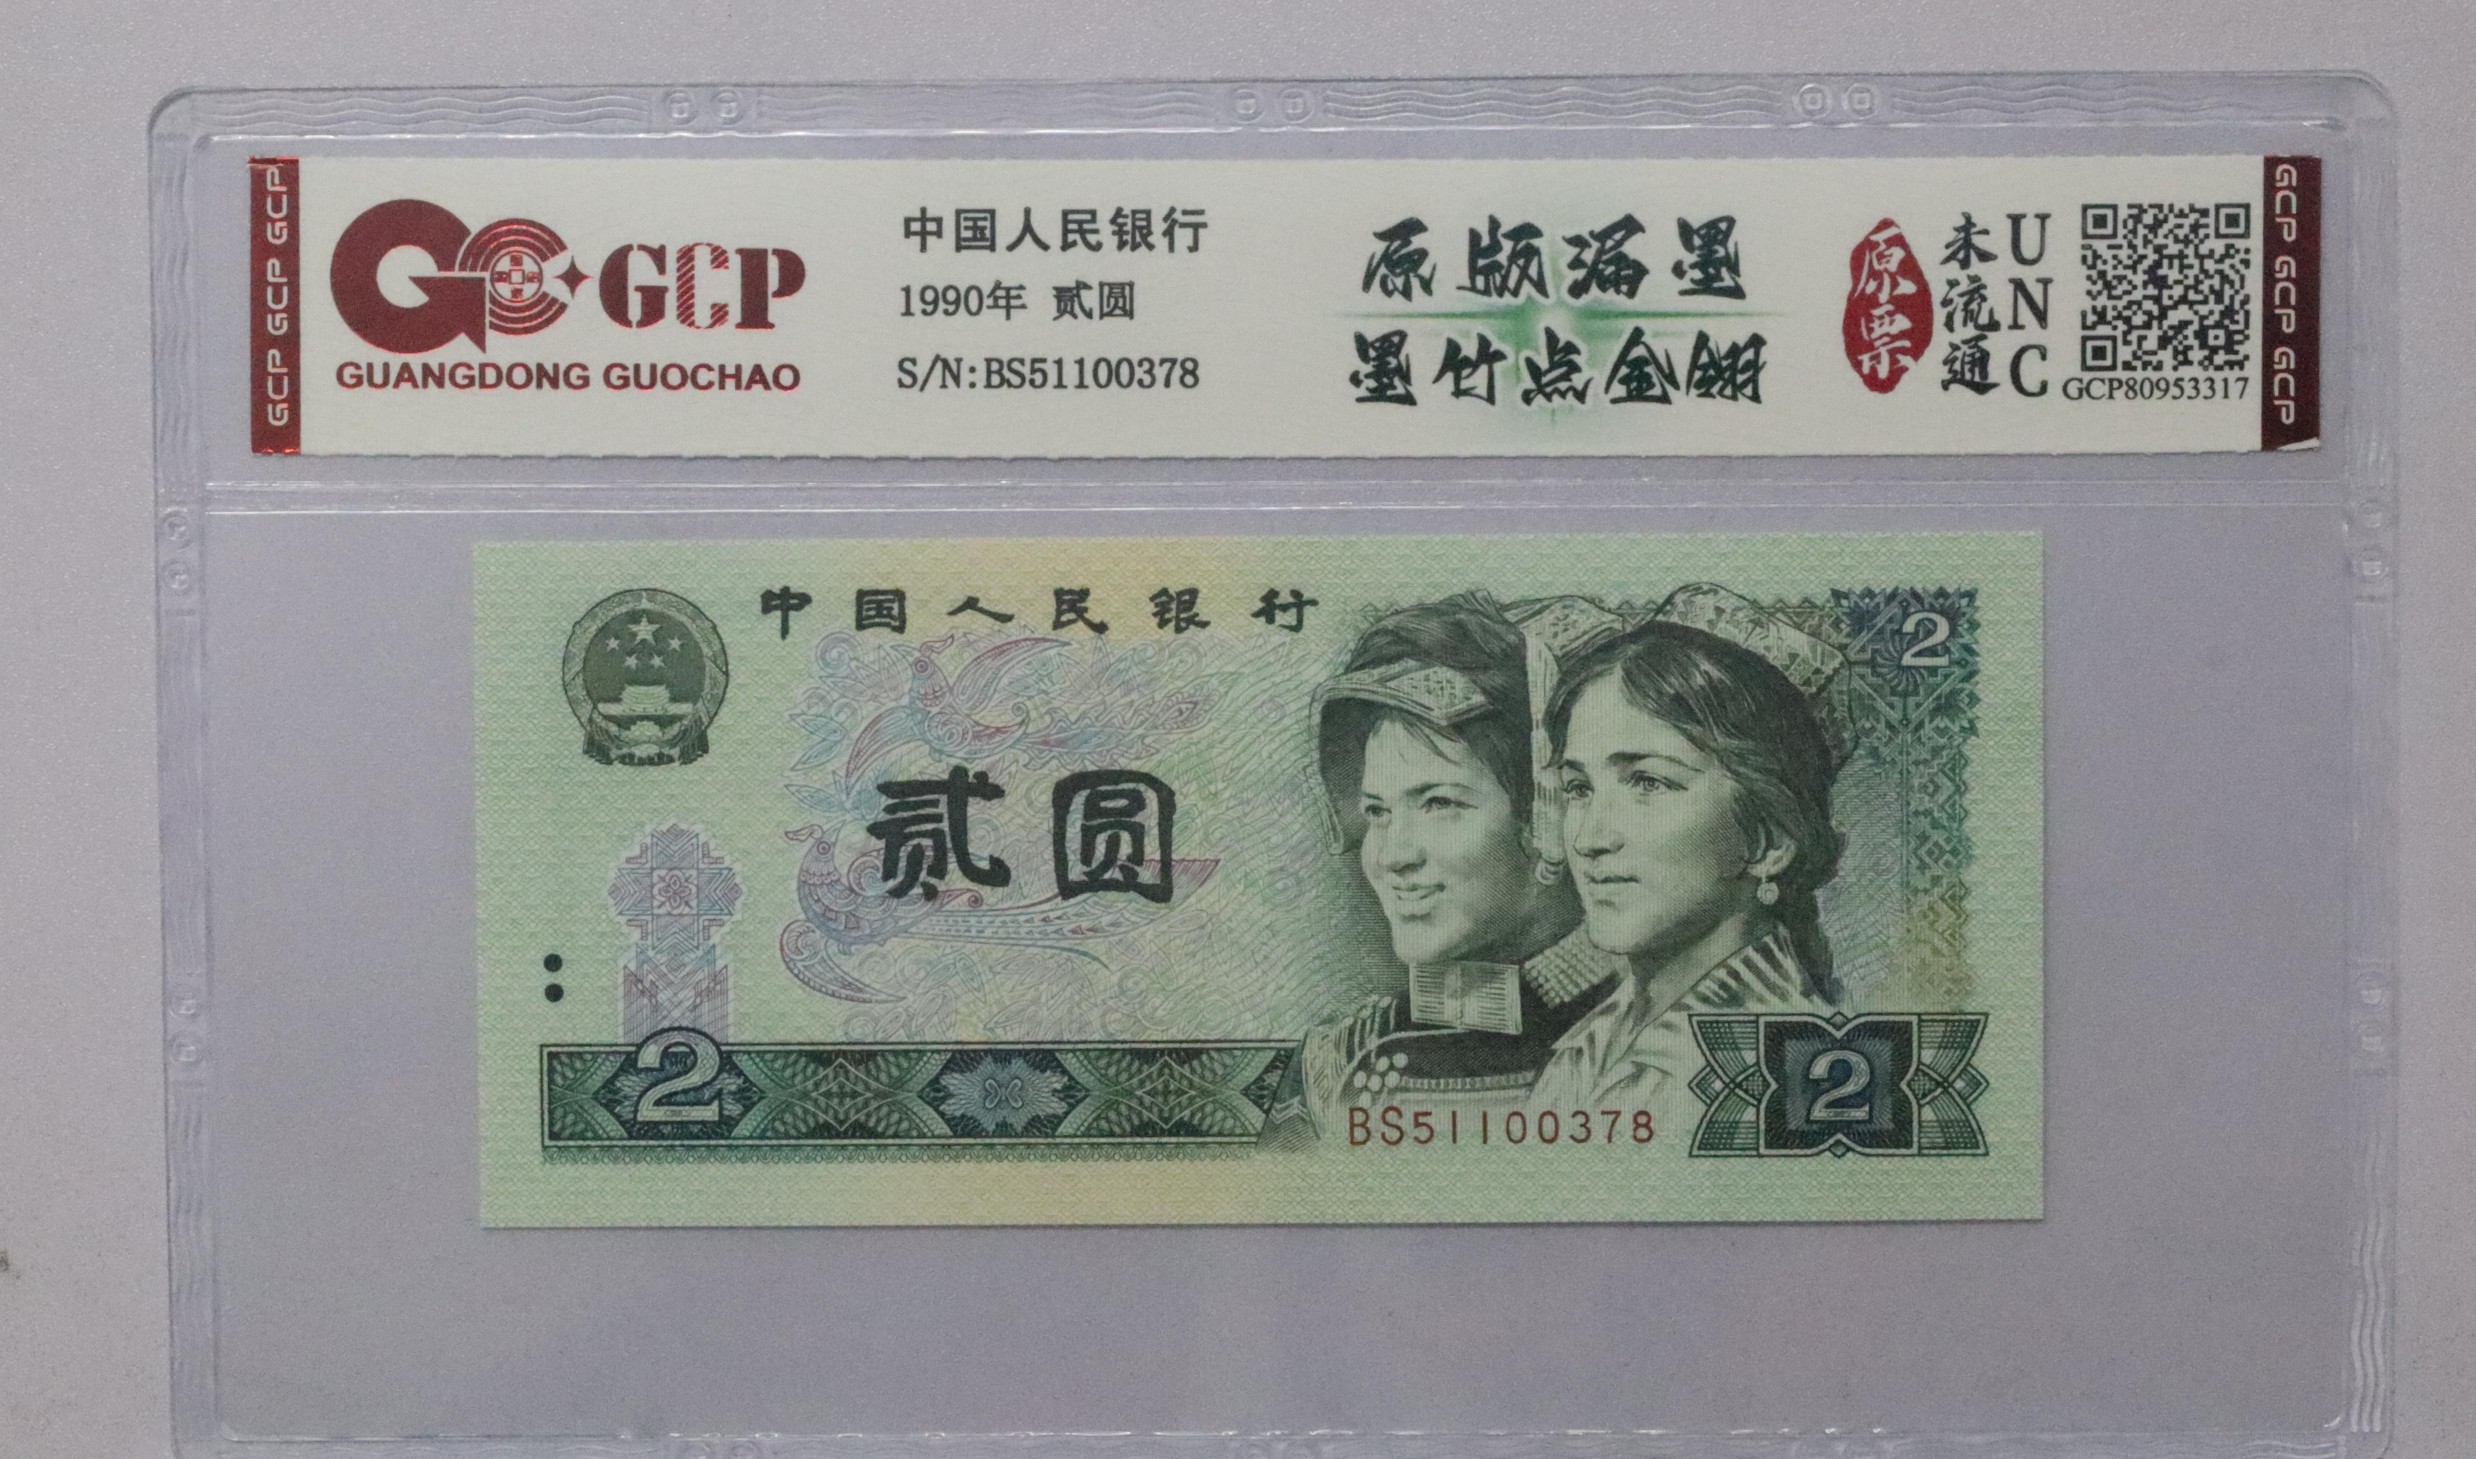 GCP GCP GCP
GCP
GUANGDONG GUOCHAO
中国人民银行
1990年 贰圆
S/N:BS51100378
原版漏墨
墨竹点金翎
原票
未流通
UNC
GCP80953317
GCP GCP GCP
中国人民银行
2
贰圆
2
BS51100378
2